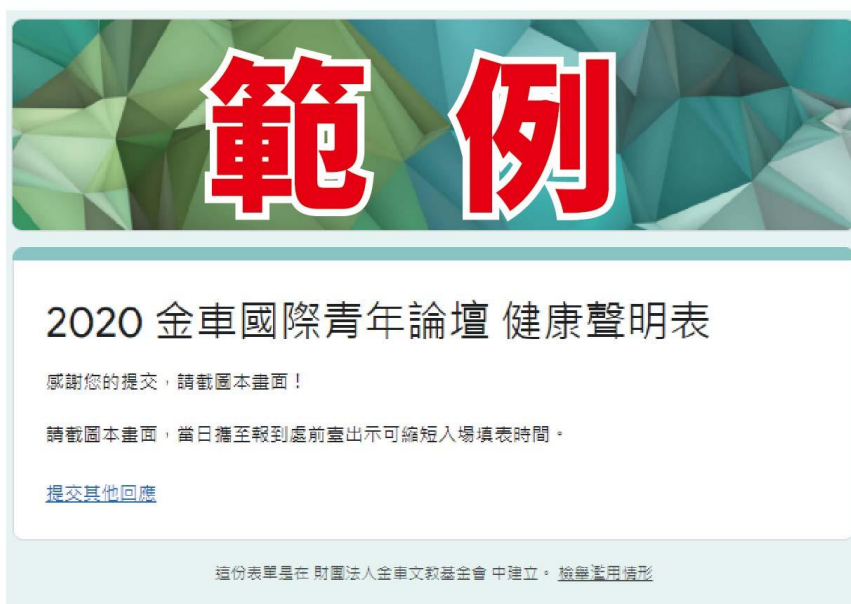 範例
2020 金車國際青年論壇 健康聲明表
感謝您的提交，請截圖本畫面！
請截圖本畫面，當日攜至報到處前臺出示可縮短入場填表時間。
提交其他回應
這份表單是在 財團法人金車文教基金會 中建立。 檢舉濫用情形